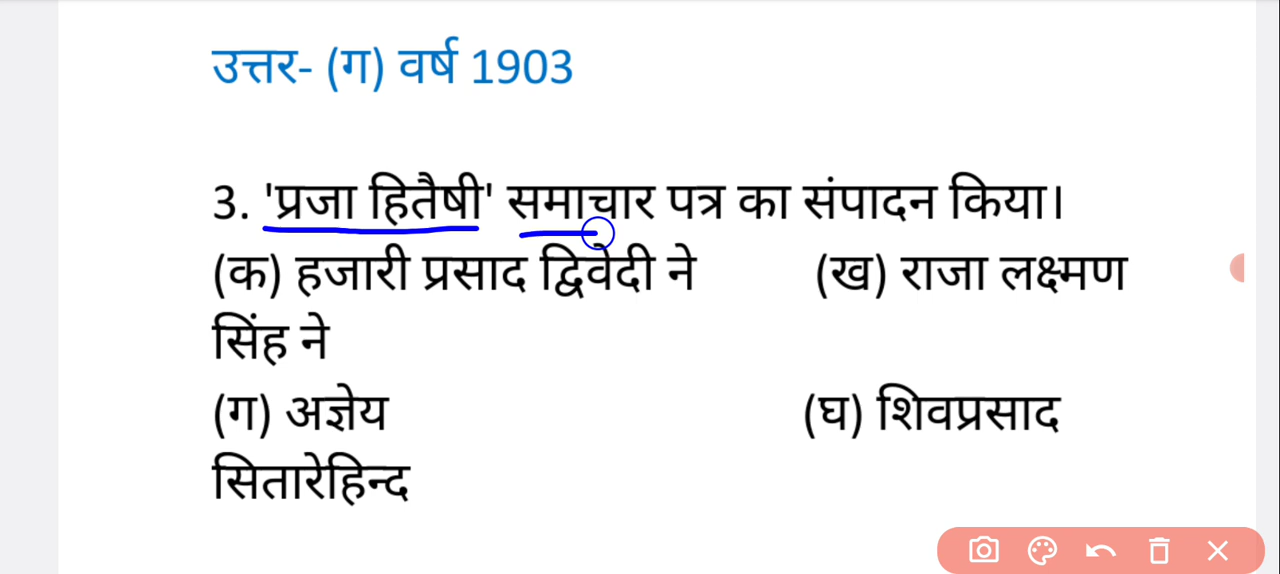 उत्तर- (ग) वर्ष 1903
3. 'प्रजा हितैषी' समाचार पत्र का संपादन किया।
(क) हजारी प्रसाद द्विवेदी ने (ख) राजा लक्ष्मण
सिंह ने
(ग) अज्ञेय (घ) शिवप्रसाद
सितारेहिन्द